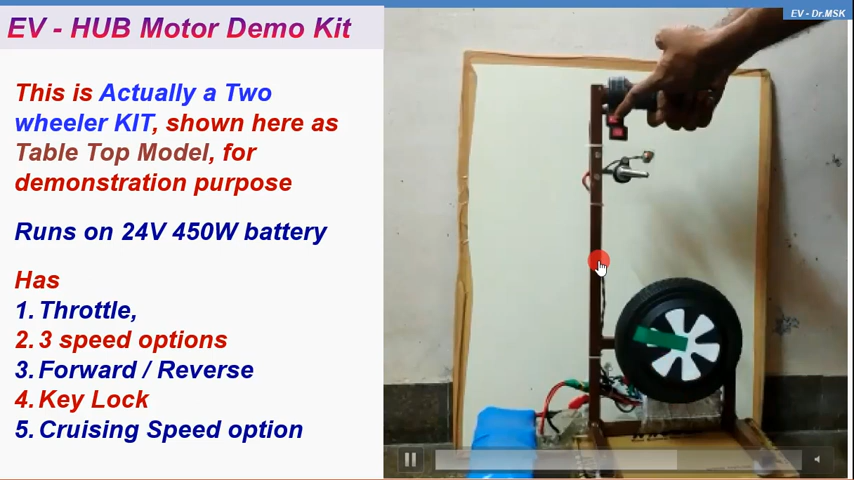 EV - HUB Motor Demo Kit
EV - Dr.MSK
This is Actually a Two
wheeler KIT, shown here as
Table Top Model, for
demonstration purpose
Runs on 24V 450W battery
Has
1. Throttle,
2. 3 speed options
3. Forward / Reverse
4. Key Lock
5. Cruising Speed option